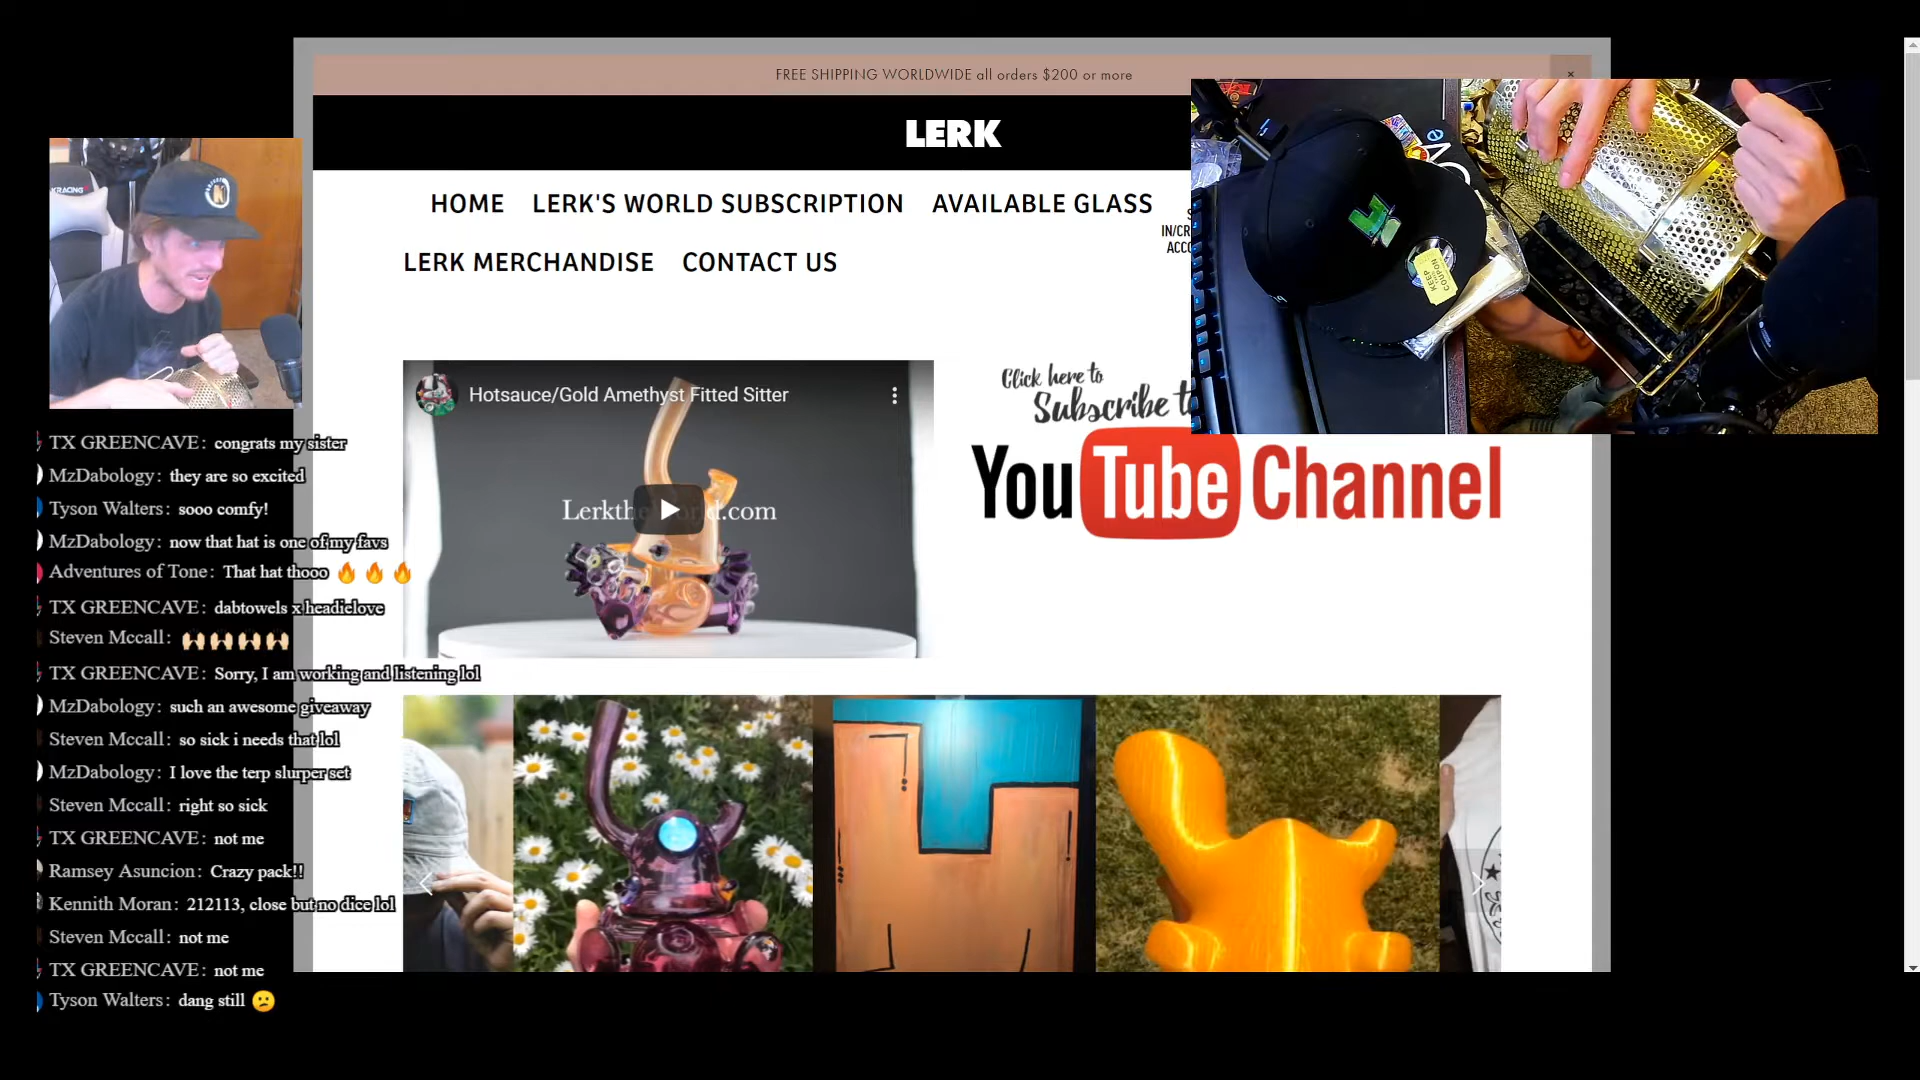 FREE SHIPPING WORLDWIDE all orders $200 or more
×
LERK
HOME
LERK'S WORLD SUBSCRIPTION
AVAILABLE GLASS
LERK MERCHANDISE
CONTACT US
KRACING
KEEP
COUPON
Hotsauce/Gold Amethyst Fitted Sitter
Click here to
Subscribe t
YouTube Channel
TX GREENCAVE: congrats my sister
MzDabology: they are so excited
Tyson Walters: sooo comfy!
MzDabology: now that hat is one of my favs
Adventures of Tone: That hat thooo 🔥 🔥 🔥
TX GREENCAVE: dabtowels x headielove
Steven Mccall: 🙌🏻🙌🏻🙌🏻🙌🏻
TX GREENCAVE: Sorry, I am working and listening lol
MzDabology: such an awesome giveaway
Steven Mccall: so sick i needs that lol
MzDabology: I love the terp slurper set
Steven Mccall: right so sick
TX GREENCAVE: not me
Ramsey Asuncion: Crazy pack!!
Kennith Moran: 212113, close but no dice lol
Steven Mccall: not me
TX GREENCAVE: not me
Tyson Walters: dang still 😕